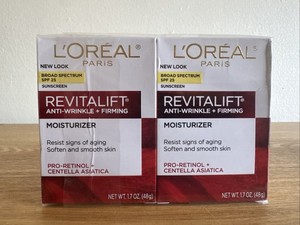 L'ORÉAL
PARIS
NEW LOOK
BROAD SPECTRUM
SPF 25
SUNSCREEN
REVITALIFT®
ANTI-WRINKLE + FIRMING
MOISTURIZER
Resist signs of aging
Soften and smooth skin
PRO-RETINOL +
CENTELLA ASIATICA
NET WT. 1.7 OZ. (48g)
L'ORÉAL
PARIS
NEW LOOK
BROAD SPECTRUM
SPF 25
SUNSCREEN
REVITALIFT®
ANTI-WRINKLE + FIRMING
MOISTURIZER
Resist signs of aging
Soften and smooth skin
PRO-RETINOL +
CENTELLA ASIATICA
NET WT. 1.7 OZ. (48g)